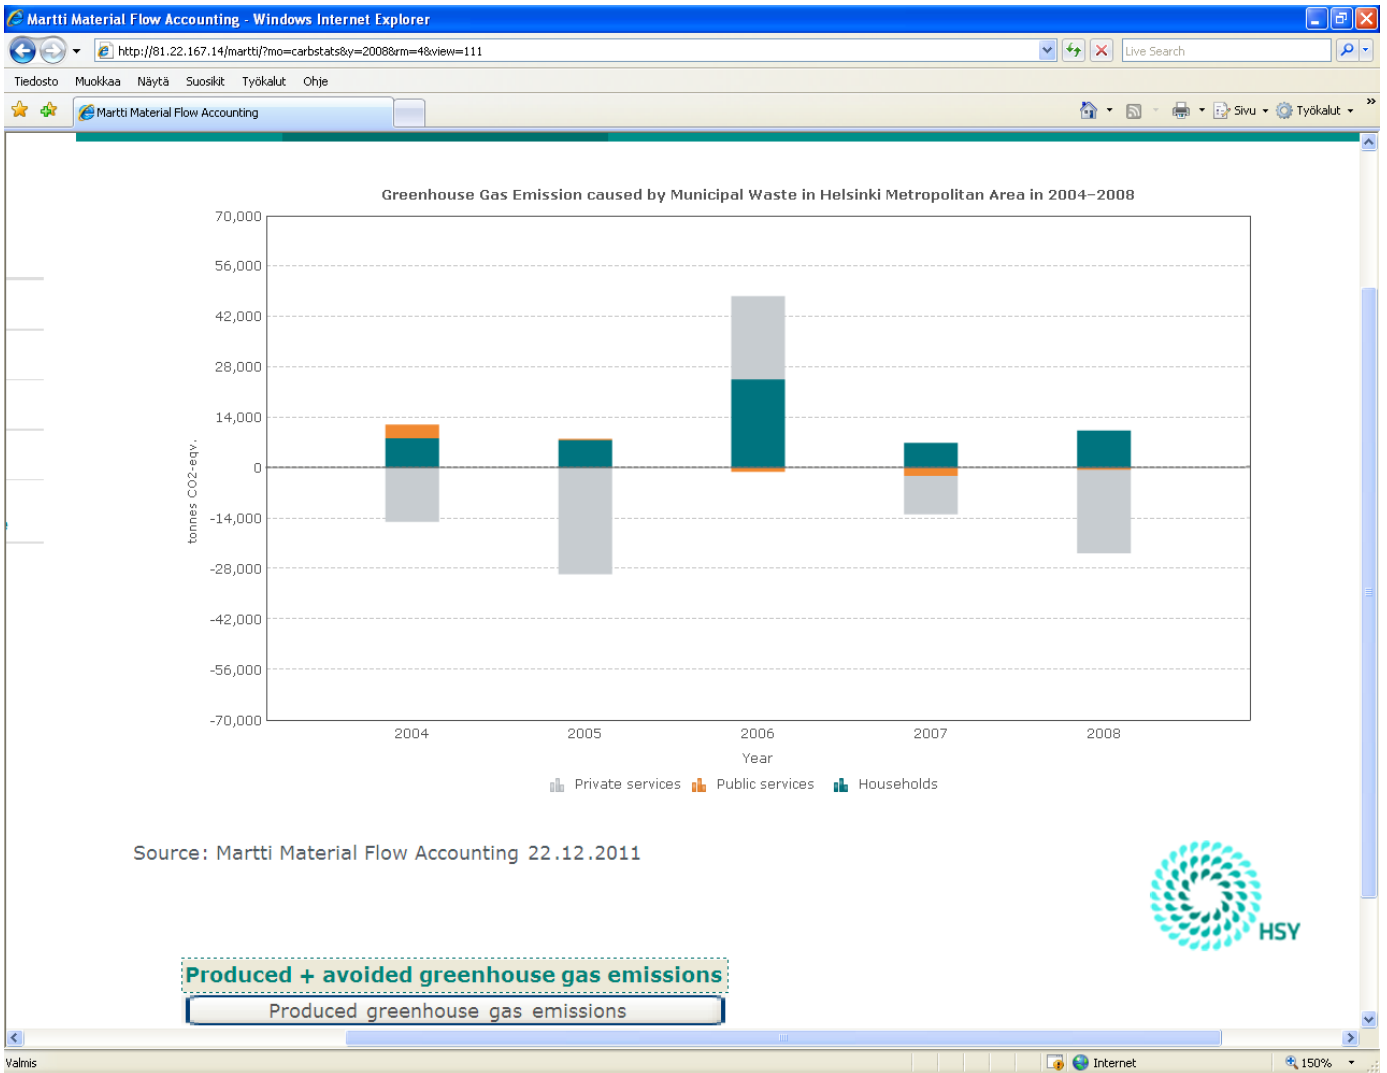 Martti Material Flow Accounting - Windows Internet Explorer
http://81.22.167.14/martti/?mo=carbstats&y=2008&rm=4&view=111
Live Search
Tiedosto Muokkaa Näytä Suosikit Työkalut Ohje
Martti Material Flow Accounting
Sivu Työkalut »
Greenhouse Gas Emission caused by Municipal Waste in Helsinki Metropolitan Area in 2004–2008
70,000
56,000
42,000
28,000
14,000
0
-14,000
-28,000
-42,000
-56,000
-70,000
tonnes CO2-eqv.
2004 2005 2006 2007 2008
Year
Private services Public services Households
Source: Martti Material Flow Accounting 22.12.2011
HSY
Produced + avoided greenhouse gas emissions
Produced greenhouse gas emissions
Valmis Internet 150%